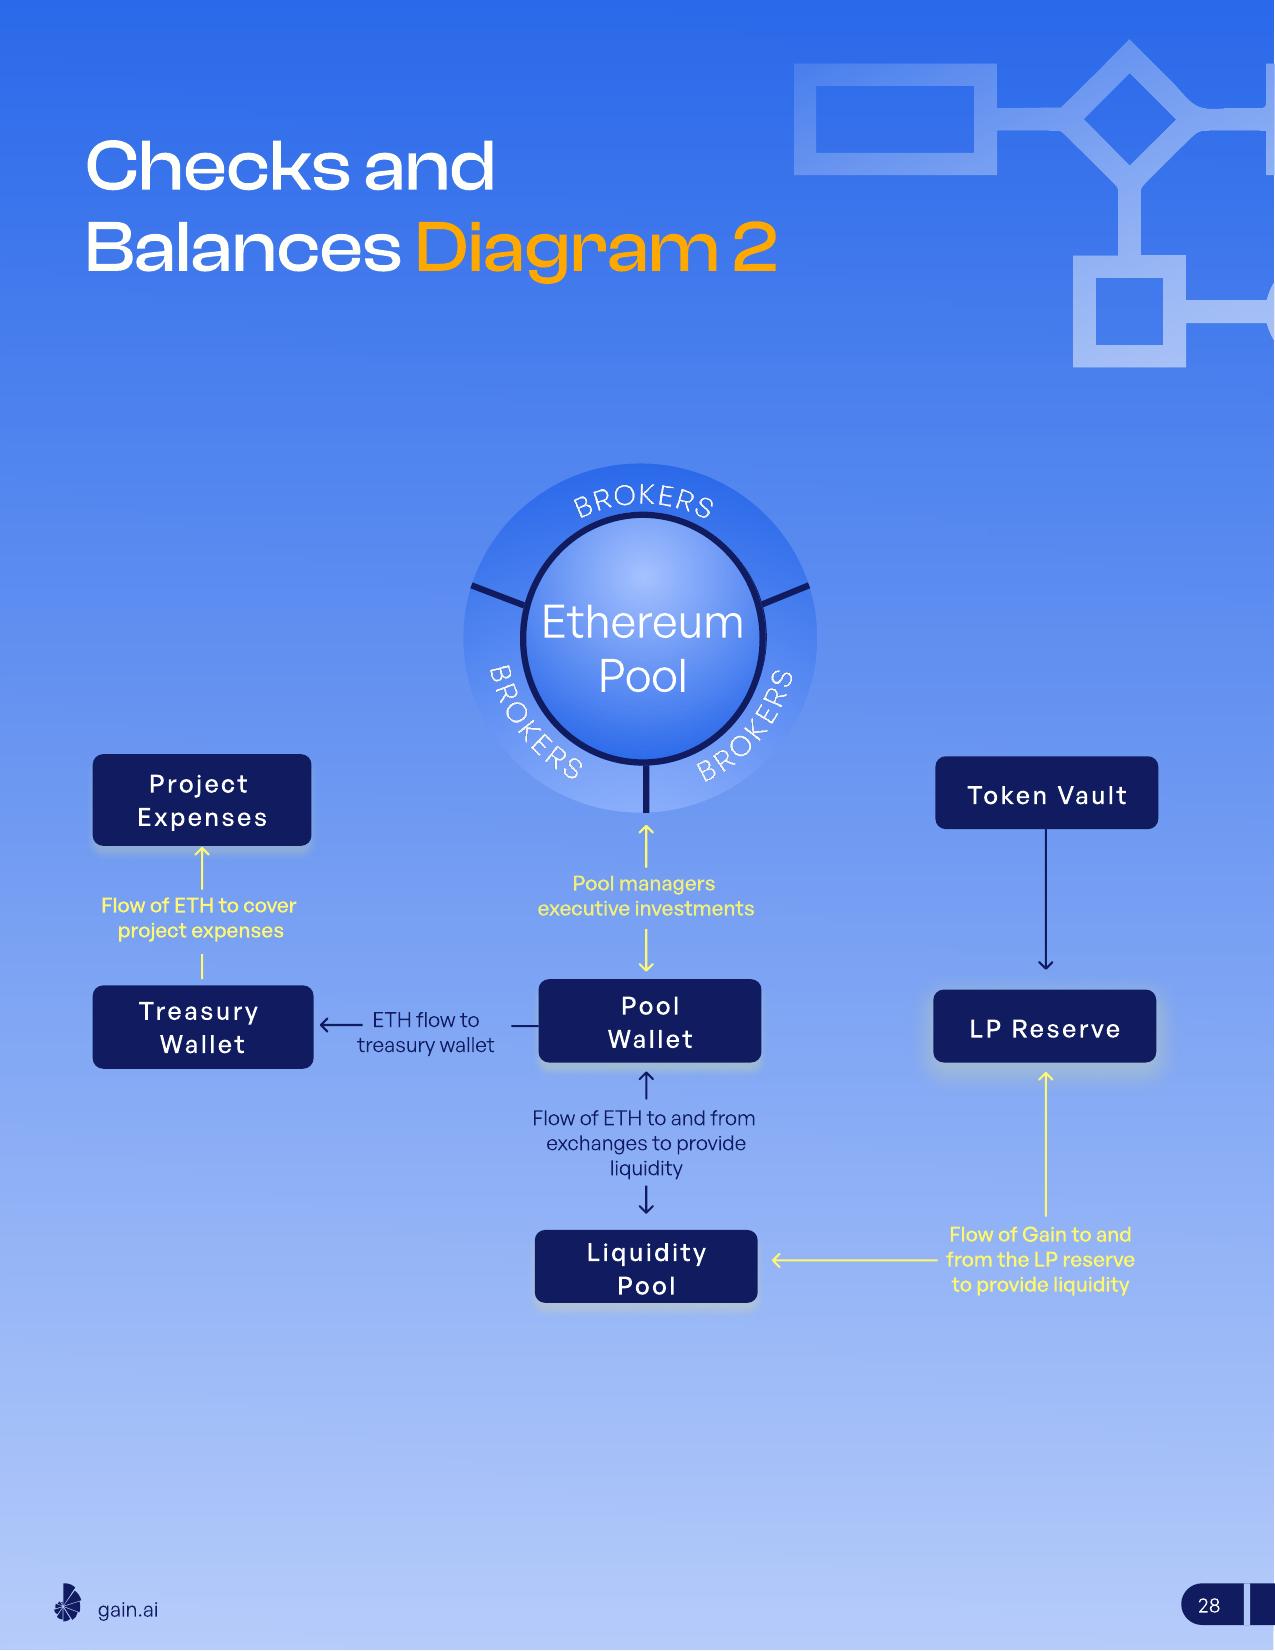 Checks and
Balances Diagram 2
BROKERS
Ethereum
Pool
BROKERS
BROKERS
Project
Expenses
Token Vault
Pool managers
executive investments
Flow of ETH to cover
project expenses
Treasury
Wallet
ETH flow to
treasury wallet
Pool
Wallet
LP Reserve
Flow of ETH to and from
exchanges to provide
liquidity
Liquidity
Pool
Flow of Gain to and
from the LP reserve
to provide liquidity
gain.ai
28